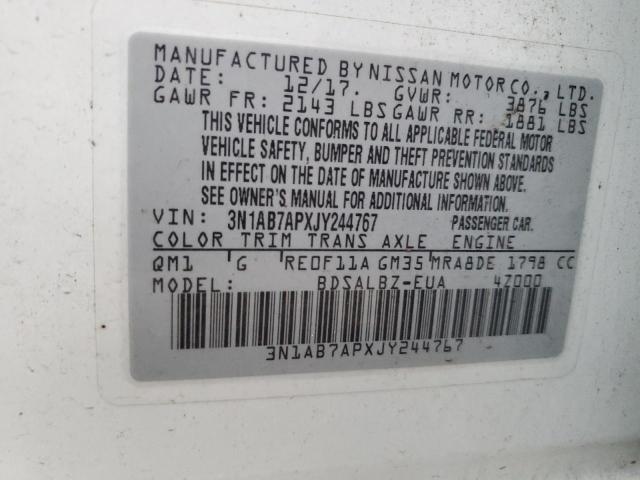 MANUFACTURED BY NISSAN MOTOR CO., LTD.
DATE: 12/17. GVWR: 3876 LBS
GAWR FR: 2143 LBS GAWR RR: 1881 LBS
THIS VEHICLE CONFORMS TO ALL APPLICABLE FEDERAL MOTOR
VEHICLE SAFETY, BUMPER AND THEFT PREVENTION STANDARDS
IN EFFECT ON THE DATE OF MANUFACTURE SHOWN ABOVE.
SEE OWNER'S MANUAL FOR ADDITIONAL INFORMATION.
VIN: 3N1AB7APXJY244767 PASSENGER CAR.
COLOR TRIM TRANS AXLE ENGINE
QM1 G RE0F11A GM35 MRA8DE 1798 CC
MODEL: BDSALBZ-EUA 4Z000
3N1AB7APXJY244767